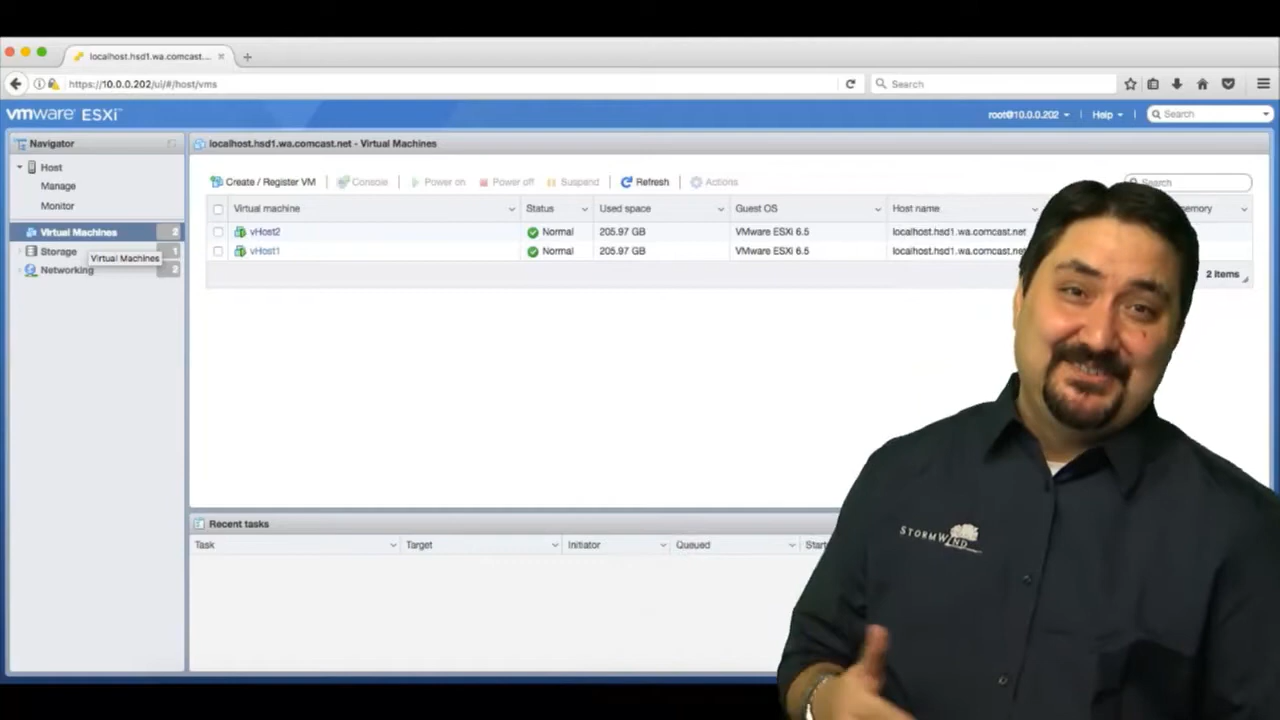 localhost.hsd1.wa.comcast....
https://10.0.0.202/ui/#/host/vms
Search
vmware ESXi™
root@10.0.0.202
Help
Search
Navigator
Host
Manage
Monitor
Virtual Machines 2
Storage 1
Virtual Machines
Networking 2
localhost.hsd1.wa.comcast.net - Virtual Machines
Create / Register VM
Console
Power on
Power off
Suspend
Refresh
Actions
Search
Virtual machine Status Used space Guest OS Host name
vHost2 Normal 205.97 GB VMware ESXi 6.5 localhost.hsd1.wa.comcast.net
vHost1 Normal 205.97 GB VMware ESXi 6.5 localhost.hsd1.wa.comcast.net
2 items
Recent tasks
Task Target Initiator Queued
STORMWIND